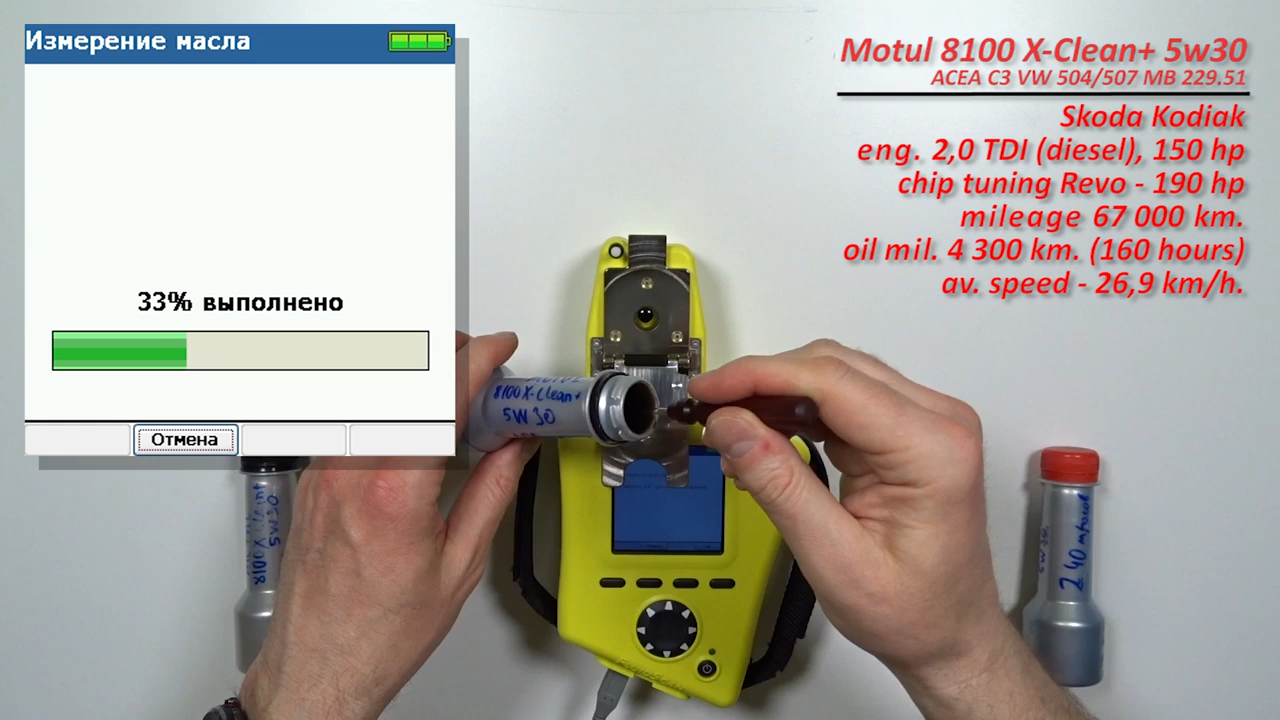 Измерение масла
33% выполнено
Отмена
Motul 8100 X-Clean+ 5w30
ACEA C3 VW 504/507 MB 229.51
Skoda Kodiak
eng. 2,0 TDI (diesel), 150 hp
chip tuning Revo - 190 hp
mileage 67 000 km.
oil mil. 4 300 km. (160 hours)
av. speed - 26,9 km/h.
8100 X-Clean+
5W30
5W30
240